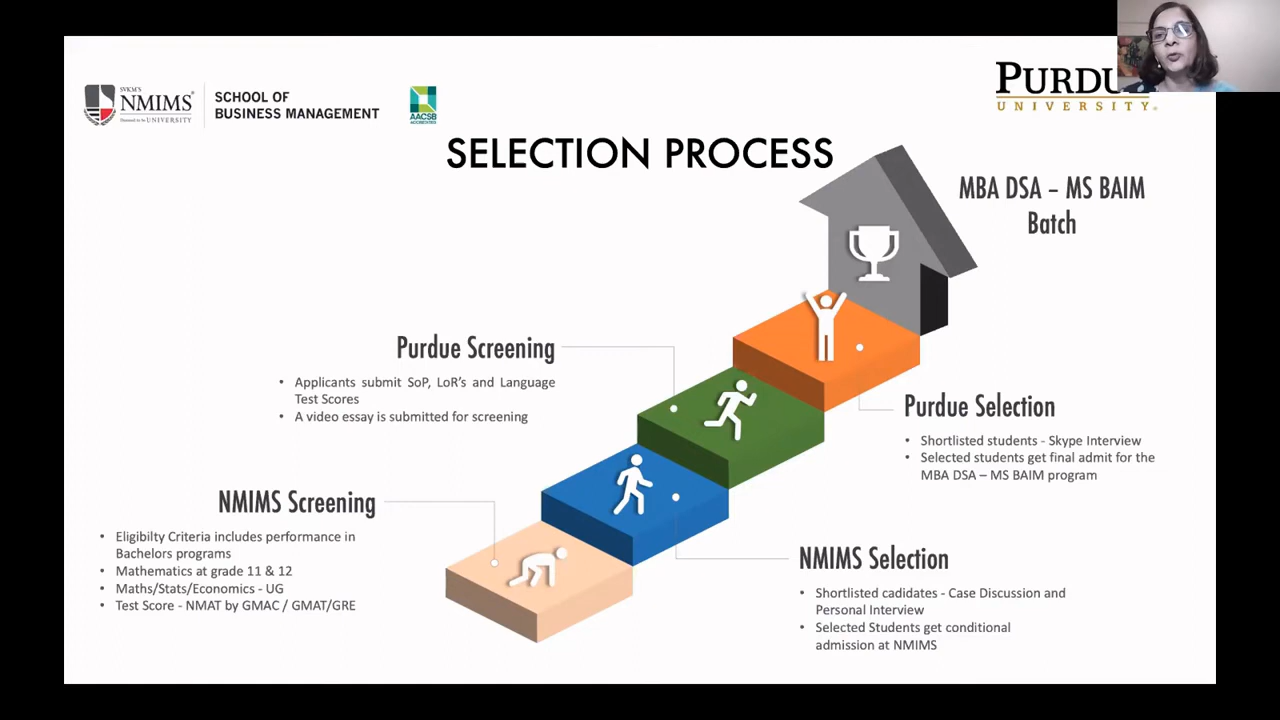 SVKM'S
NMIMS®
Deemed to be UNIVERSITY
SCHOOL OF
BUSINESS MANAGEMENT
AACSB
ACCREDITED
UNIVERSITY®
SELECTION PROCESS
MBA DSA – MS BAIM
Batch
Purdue Screening
• Applicants submit SoP, LoR's and Language
Test Scores
• A video essay is submitted for screening
Purdue Selection
• Shortlisted students - Skype Interview
• Selected students get final admit for the
MBA DSA – MS BAIM program
NMIMS Screening
• Eligibilty Criteria includes performance in
Bachelors programs
• Mathematics at grade 11 & 12
• Maths/Stats/Economics - UG
• Test Score - NMAT by GMAC / GMAT/GRE
NMIMS Selection
• Shortlisted cadidates - Case Discussion and
Personal Interview
• Selected Students get conditional
admission at NMIMS